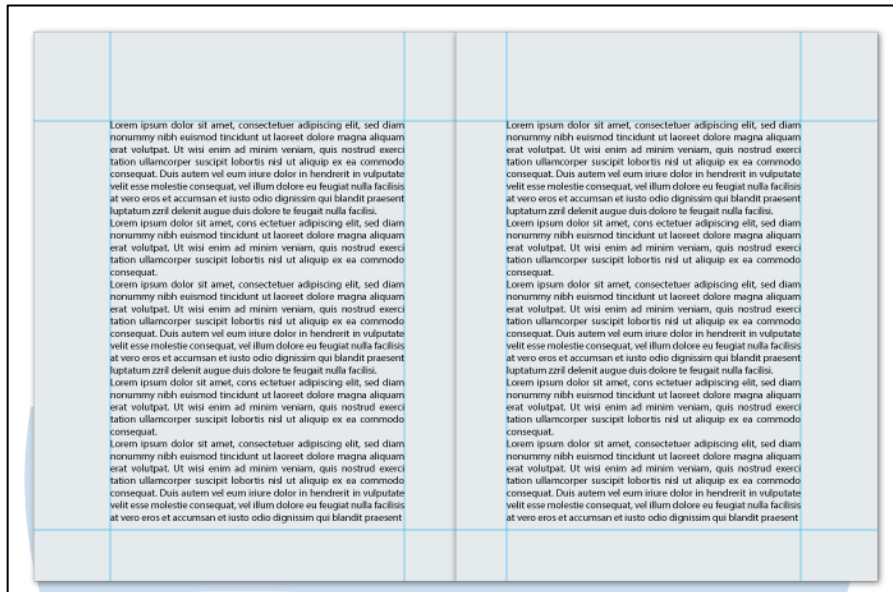 Lorem ipsum dolor sit amet, consectetuer adipiscing elit, sed diam
nonummy nibh euismod tincidunt ut laoreet dolore magna aliquam
erat volutpat. Ut wisi enim ad minim veniam, quis nostrud exerci
tation ullamcorper suscipit lobortis nisl ut aliquip ex ea commodo
consequat. Duis autem vel eum iriure dolor in hendrerit in vulputate
velit esse molestie consequat, vel illum dolore eu feugiat nulla facilisis
at vero eros et accumsan et iusto odio dignissim qui blandit praesent
luptatum zzril delenit augue duis dolore te feugait nulla facilisi.
Lorem ipsum dolor sit amet, cons ectetuer adipiscing elit, sed diam
nonummy nibh euismod tincidunt ut laoreet dolore magna aliquam
erat volutpat. Ut wisi enim ad minim veniam, quis nostrud exerci
tation ullamcorper suscipit lobortis nisl ut aliquip ex ea commodo
consequat.
Lorem ipsum dolor sit amet, consectetuer adipiscing elit, sed diam
nonummy nibh euismod tincidunt ut laoreet dolore magna aliquam
erat volutpat. Ut wisi enim ad minim veniam, quis nostrud exerci
tation ullamcorper suscipit lobortis nisl ut aliquip ex ea commodo
consequat. Duis autem vel eum iriure dolor in hendrerit in vulputate
velit esse molestie consequat, vel illum dolore eu feugiat nulla facilisis
at vero eros et accumsan et iusto odio dignissim qui blandit praesent
luptatum zzril delenit augue duis dolore te feugait nulla facilisi.
Lorem ipsum dolor sit amet, cons ectetuer adipiscing elit, sed diam
nonummy nibh euismod tincidunt ut laoreet dolore magna aliquam
erat volutpat. Ut wisi enim ad minim veniam, quis nostrud exerci
tation ullamcorper suscipit lobortis nisl ut aliquip ex ea commodo
consequat.
Lorem ipsum dolor sit amet, consectetuer adipiscing elit, sed diam
nonummy nibh euismod tincidunt ut laoreet dolore magna aliquam
erat volutpat. Ut wisi enim ad minim veniam, quis nostrud exerci
tation ullamcorper suscipit lobortis nisl ut aliquip ex ea commodo
consequat. Duis autem vel eum iriure dolor in hendrerit in vulputate
velit esse molestie consequat, vel illum dolore eu feugiat nulla facilisis
at vero eros et accumsan et iusto odio dignissim qui blandit praesent
Lorem ipsum dolor sit amet, consectetuer adipiscing elit, sed diam
nonummy nibh euismod tincidunt ut laoreet dolore magna aliquam
erat volutpat. Ut wisi enim ad minim veniam, quis nostrud exerci
tation ullamcorper suscipit lobortis nisl ut aliquip ex ea commodo
consequat. Duis autem vel eum iriure dolor in hendrerit in vulputate
velit esse molestie consequat, vel illum dolore eu feugiat nulla facilisis
at vero eros et accumsan et iusto odio dignissim qui blandit praesent
luptatum zzril delenit augue duis dolore te feugait nulla facilisi.
Lorem ipsum dolor sit amet, cons ectetuer adipiscing elit, sed diam
nonummy nibh euismod tincidunt ut laoreet dolore magna aliquam
erat volutpat. Ut wisi enim ad minim veniam, quis nostrud exerci
tation ullamcorper suscipit lobortis nisl ut aliquip ex ea commodo
consequat.
Lorem ipsum dolor sit amet, consectetuer adipiscing elit, sed diam
nonummy nibh euismod tincidunt ut laoreet dolore magna aliquam
erat volutpat. Ut wisi enim ad minim veniam, quis nostrud exerci
tation ullamcorper suscipit lobortis nisl ut aliquip ex ea commodo
consequat. Duis autem vel eum iriure dolor in hendrerit in vulputate
velit esse molestie consequat, vel illum dolore eu feugiat nulla facilisis
at vero eros et accumsan et iusto odio dignissim qui blandit praesent
luptatum zzril delenit augue duis dolore te feugait nulla facilisi.
Lorem ipsum dolor sit amet, cons ectetuer adipiscing elit, sed diam
nonummy nibh euismod tincidunt ut laoreet dolore magna aliquam
erat volutpat. Ut wisi enim ad minim veniam, quis nostrud exerci
tation ullamcorper suscipit lobortis nisl ut aliquip ex ea commodo
consequat.
Lorem ipsum dolor sit amet, consectetuer adipiscing elit, sed diam
nonummy nibh euismod tincidunt ut laoreet dolore magna aliquam
erat volutpat. Ut wisi enim ad minim veniam, quis nostrud exerci
tation ullamcorper suscipit lobortis nisl ut aliquip ex ea commodo
consequat. Duis autem vel eum iriure dolor in hendrerit in vulputate
velit esse molestie consequat, vel illum dolore eu feugiat nulla facilisis
at vero eros et accumsan et iusto odio dignissim qui blandit praesent